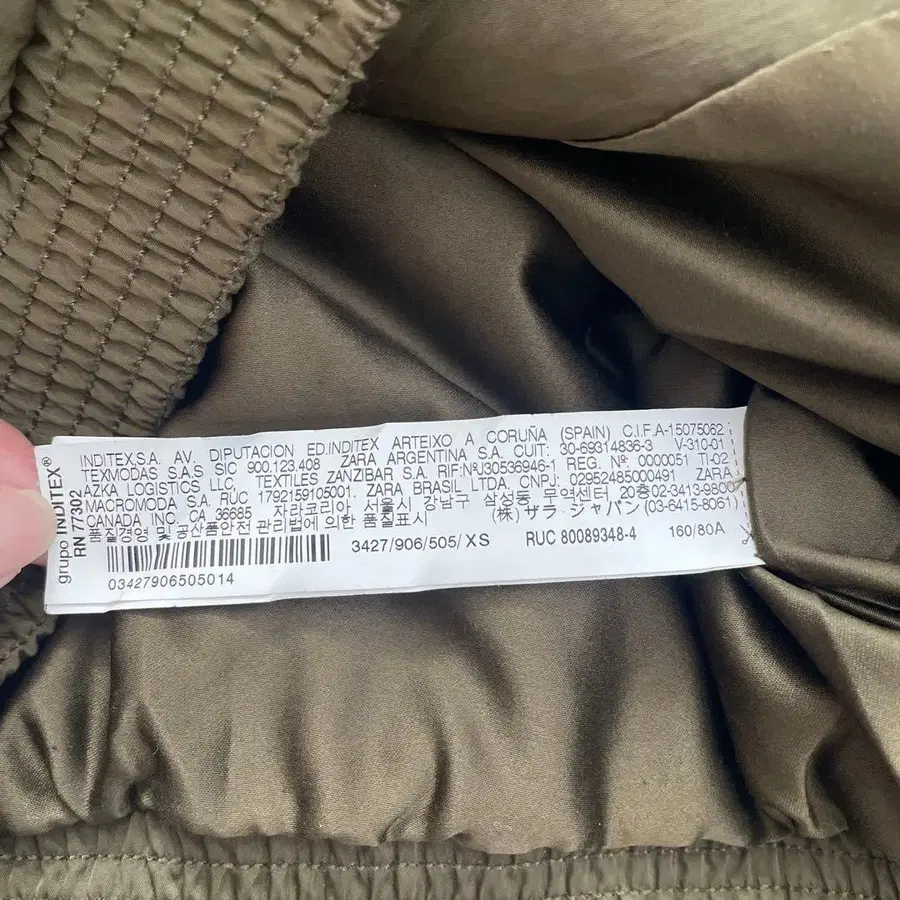 grupo INDITEX®
RN 77302
INDITEX,S.A. AV. DIPUTACION ED.INDITEX ARTEIXO A CORUÑA (SPAIN) C.I.F.A-15075062
TEXMODAS S.A.S SIC 900.123.408 ZARA ARGENTINA S.A. CUIT: 30-69314836-3 V-310-01
AZKA LOGISTICS LLC, TEXTILES ZANZIBAR S.A. RIF:NºJ30536946-1 REG. Nº: 0000051 TI-02
MACROMODA S.A. RUC 1792159105001. ZARA BRASIL LTDA. CNPJ: 02952485000491 ZARA
CANADA INC. CA 36685 자라코리아 서울시 강남구 삼성동 무역센터 20층 02-3413-9800
품질경영 및 공산품안전 관리법에 의한 품질표시 (株) ザラ・ジャパン (03-6415-8061)
3427/906/505/ XS RUC 80089348-4 160/80A
03427906505014